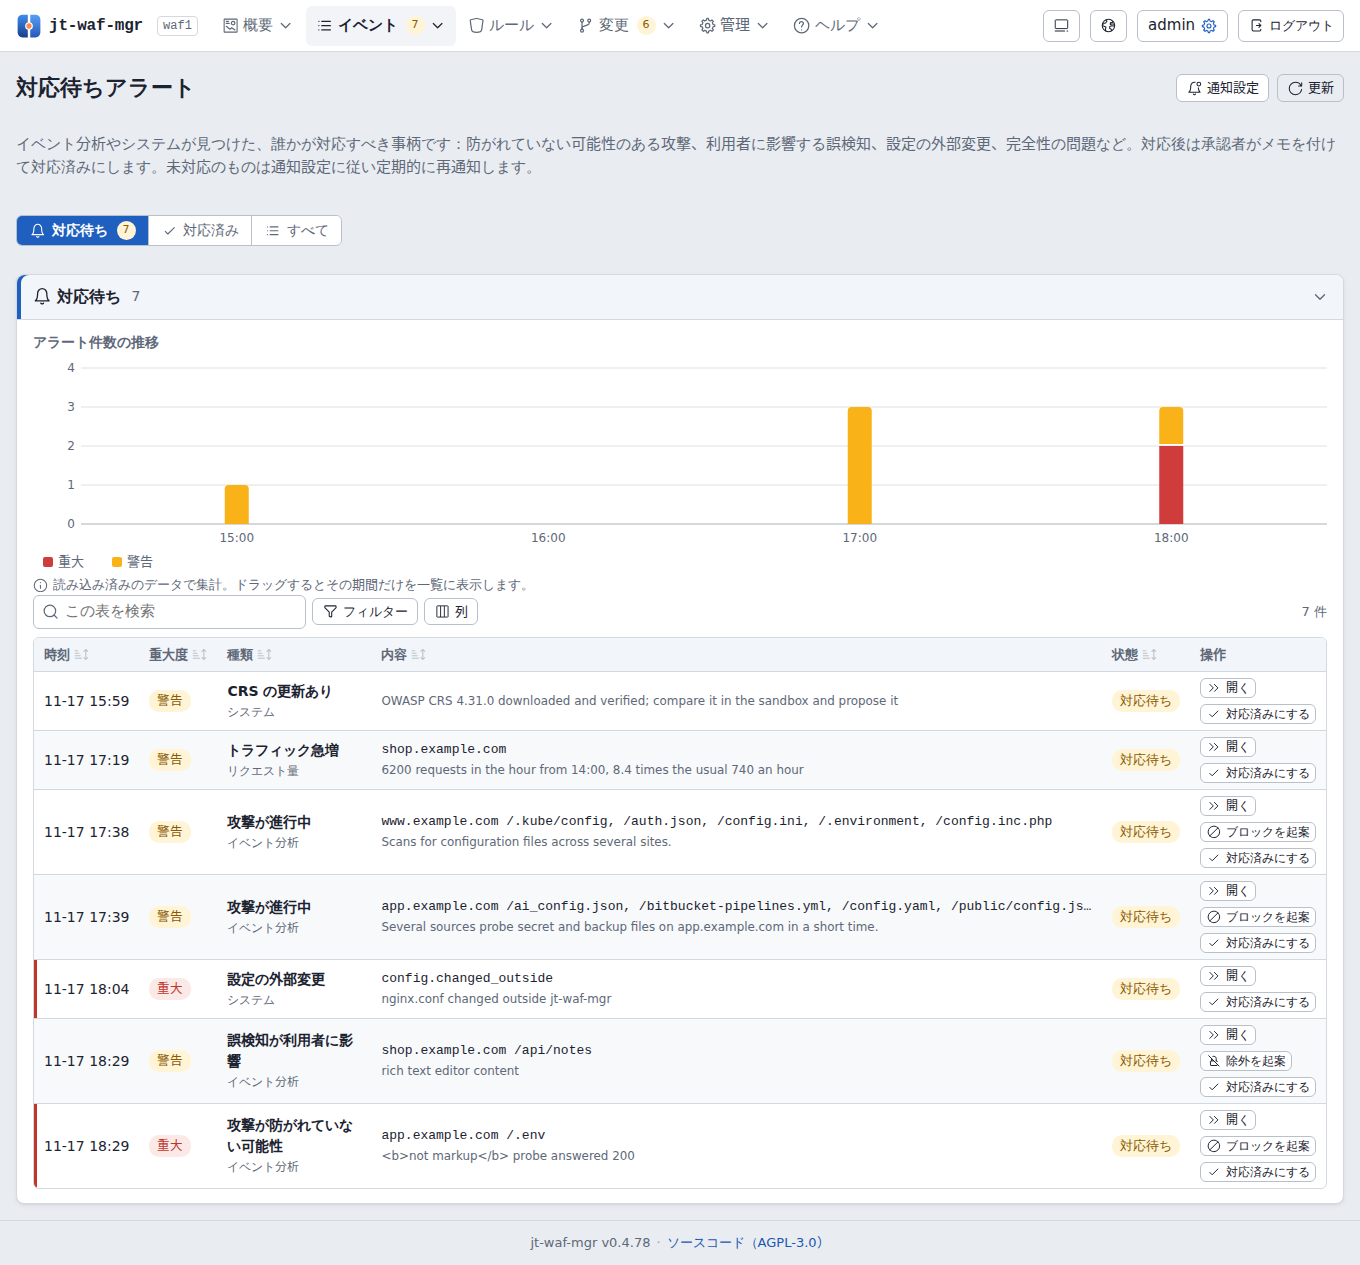 jt-waf-mgr waf1 概要 イベント 7 ルール 変更 6 管理 ヘルプ admin ログアウト
対応待ちアラート 通知設定 更新
イベント分析やシステムが見つけた、誰かが対応すべき事柄です：防がれていない可能性のある攻撃、利用者に影響する誤検知、設定の外部変更、完全性の問題など。対応後は承認者がメモを付け
て対応済みにします。未対応のものは通知設定に従い定期的に再通知します。
対応待ち 7 対応済み すべて
対応待ち 7
アラート件数の推移
4
3
2
1
0
15:00 16:00 17:00 18:00
重大 警告
読み込み済みのデータで集計。ドラッグするとその期間だけを一覧に表示します。
この表を検索 フィルター 列 7 件
時刻 重大度 種類 内容 状態 操作
11-17 15:59 警告 CRS の更新あり OWASP CRS 4.31.0 downloaded and verified; compare it in the sandbox and propose it 対応待ち 開く
システム 対応済みにする
11-17 17:19 警告 トラフィック急増 shop.example.com 対応待ち 開く
リクエスト量 6200 requests in the hour from 14:00, 8.4 times the usual 740 an hour 対応済みにする
11-17 17:38 警告 攻撃が進行中 www.example.com /.kube/config, /auth.json, /config.ini, /.environment, /config.inc.php 対応待ち 開く
イベント分析 Scans for configuration files across several sites. ブロックを起案
対応済みにする
11-17 17:39 警告 攻撃が進行中 app.example.com /ai_config.json, /bitbucket-pipelines.yml, /config.yaml, /public/config.js… 対応待ち 開く
イベント分析 Several sources probe secret and backup files on app.example.com in a short time. ブロックを起案
対応済みにする
11-17 18:04 重大 設定の外部変更 config.changed_outside 対応待ち 開く
システム nginx.conf changed outside jt-waf-mgr 対応済みにする
11-17 18:29 警告 誤検知が利用者に影 shop.example.com /api/notes 対応待ち 開く
響 rich text editor content 除外を起案
イベント分析 対応済みにする
11-17 18:29 重大 攻撃が防がれていな app.example.com /.env 対応待ち 開く
い可能性 <b>not markup</b> probe answered 200 ブロックを起案
イベント分析 対応済みにする
jt-waf-mgr v0.4.78 · ソースコード（AGPL-3.0）